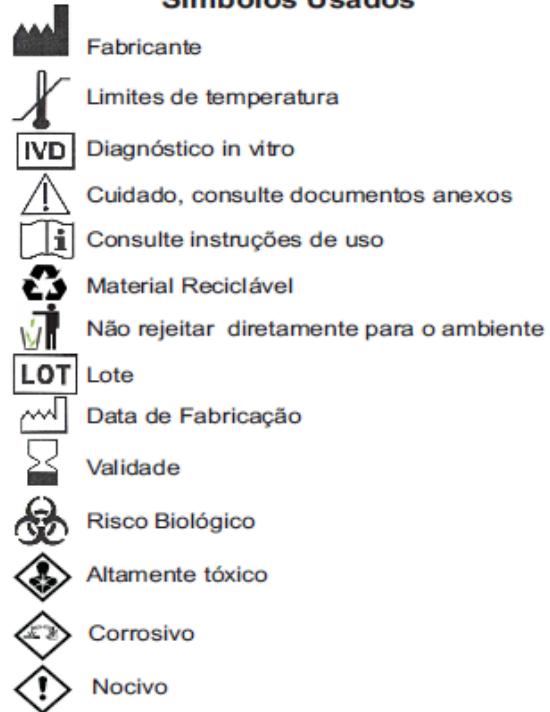 Símbolos Usados
Fabricante
Limites de temperatura
IVD Diagnóstico in vitro
Cuidado, consulte documentos anexos
i Consulte instruções de uso
Material Reciclável
Não rejeitar diretamente para o ambiente
LOT Lote
Data de Fabricação
Validade
Risco Biológico
Altamente tóxico
Corrosivo
Nocivo